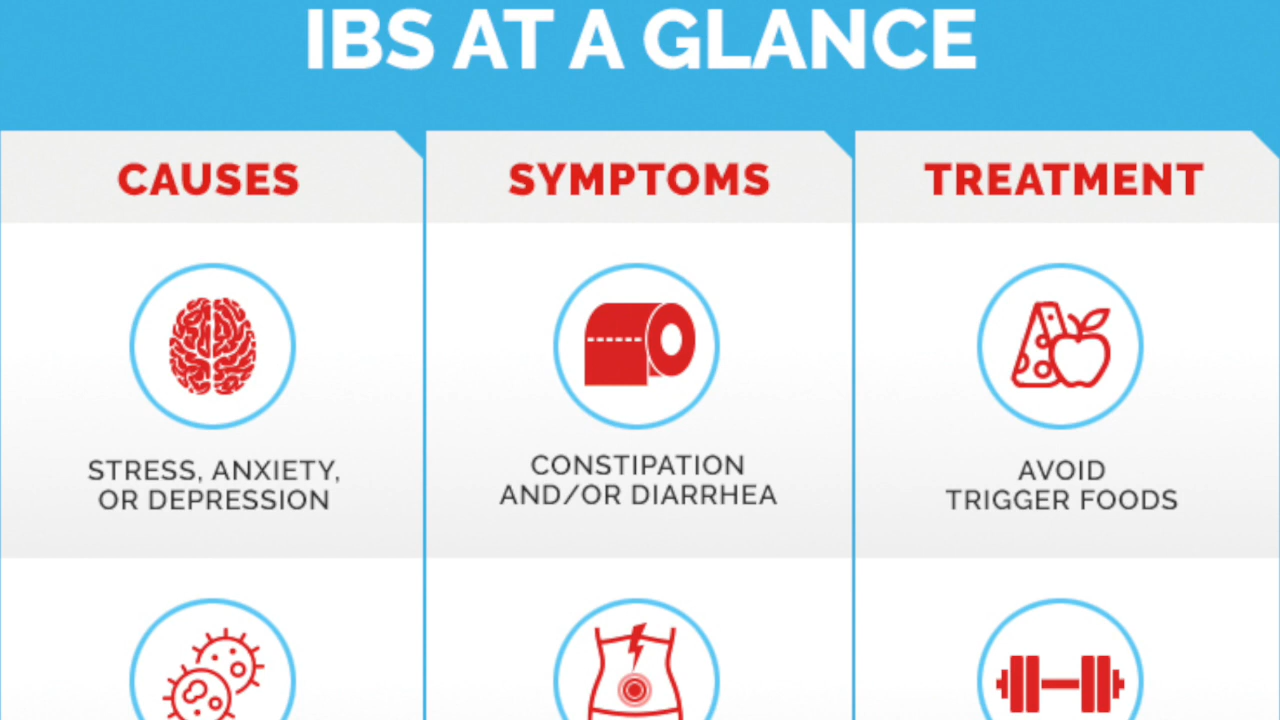 IBS AT A GLANCE
CAUSES
SYMPTOMS
TREATMENT
STRESS, ANXIETY,
OR DEPRESSION
CONSTIPATION
AND/OR DIARRHEA
AVOID
TRIGGER FOODS